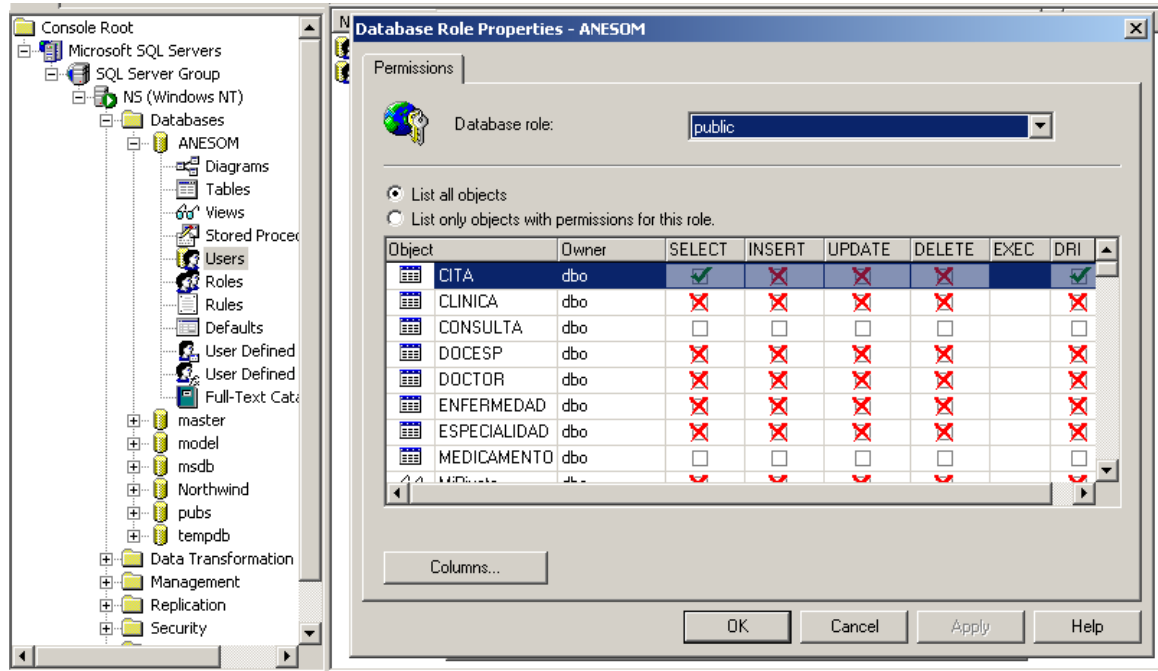 Console Root
Microsoft SQL Servers
SQL Server Group
NS (Windows NT)
Databases
ANESOM
Diagrams
Tables
Views
Stored Proced
Users
Roles
Rules
Defaults
User Defined
User Defined
Full-Text Cata
master
model
msdb
Northwind
pubs
tempdb
Data Transformation
Management
Replication
Security
N
Database Role Properties - ANESOM
Permissions
Database role:
public
List all objects
List only objects with permissions for this role.
Object Owner SELECT INSERT UPDATE DELETE EXEC DRI
CITA dbo
CLINICA dbo
CONSULTA dbo
DOCESP dbo
DOCTOR dbo
ENFERMEDAD dbo
ESPECIALIDAD dbo
MEDICAMENTO dbo
Columns...
OK Cancel Apply Help